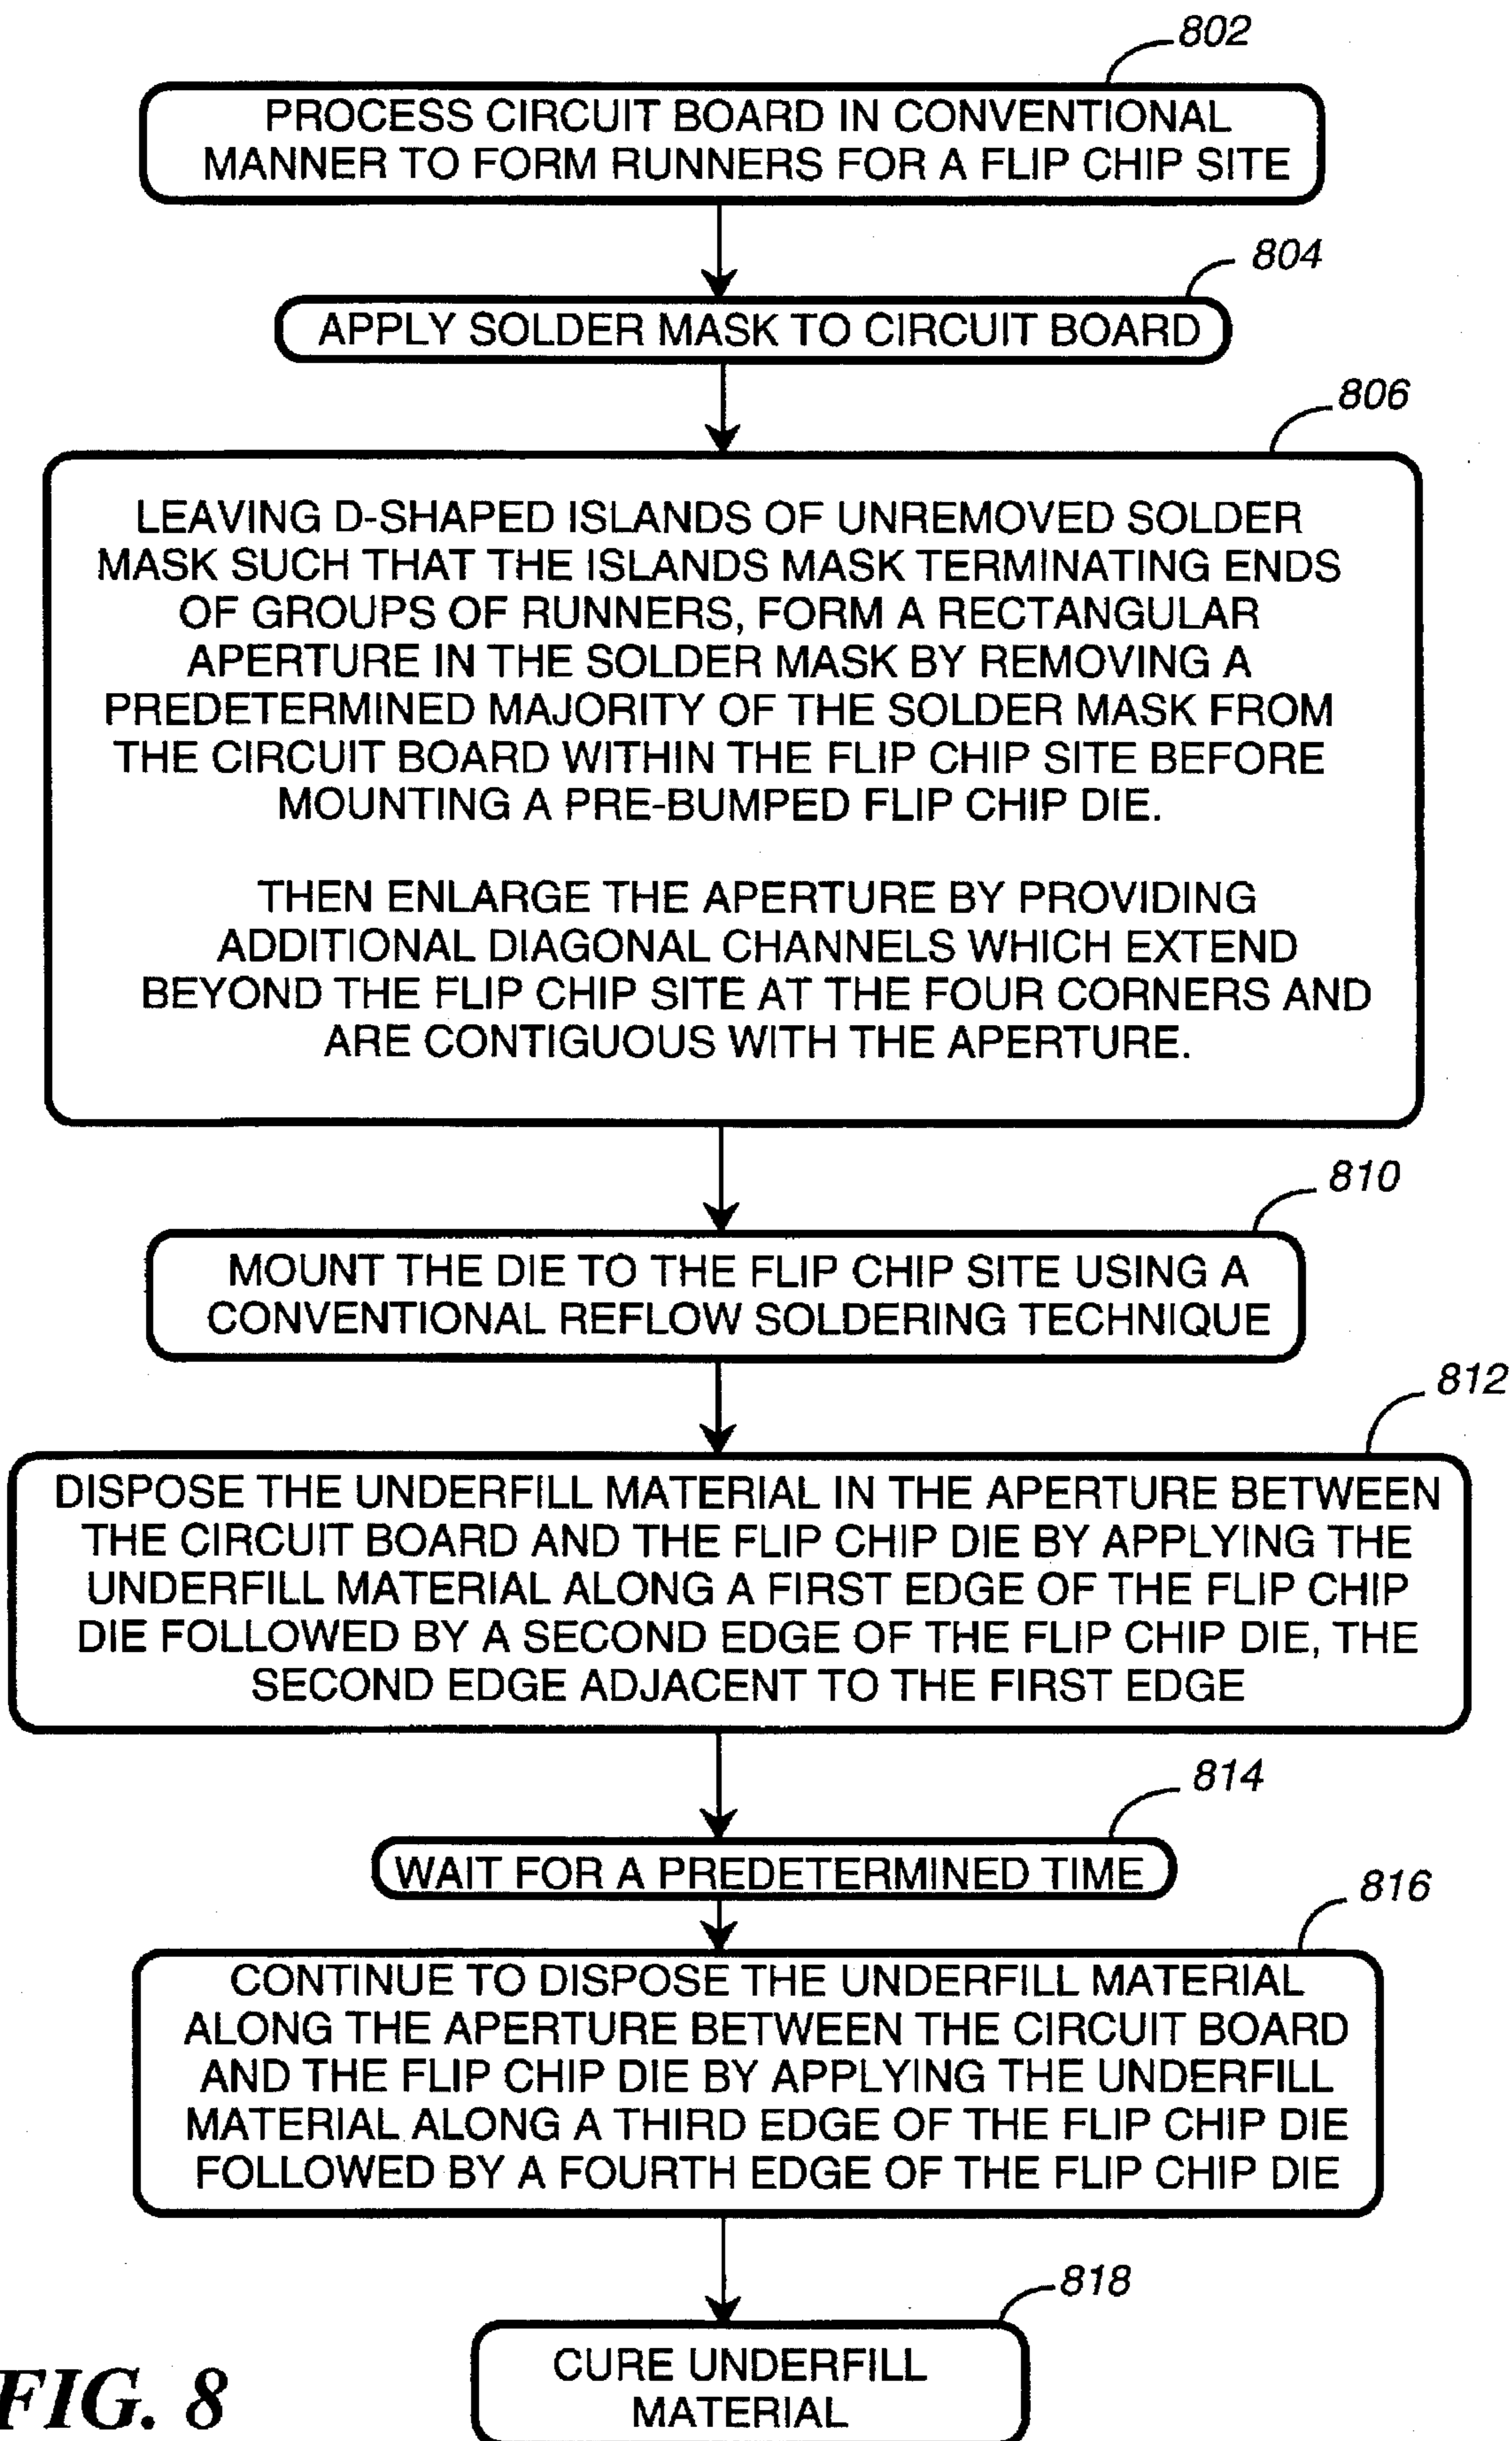 802
PROCESS CIRCUIT BOARD IN CONVENTIONAL
MANNER TO FORM RUNNERS FOR A FLIP CHIP SITE
804
APPLY SOLDER MASK TO CIRCUIT BOARD
806
LEAVING D-SHAPED ISLANDS OF UNREMOVED SOLDER
MASK SUCH THAT THE ISLANDS MASK TERMINATING ENDS
OF GROUPS OF RUNNERS, FORM A RECTANGULAR
APERTURE IN THE SOLDER MASK BY REMOVING A
PREDETERMINED MAJORITY OF THE SOLDER MASK FROM
THE CIRCUIT BOARD WITHIN THE FLIP CHIP SITE BEFORE
MOUNTING A PRE-BUMPED FLIP CHIP DIE.
THEN ENLARGE THE APERTURE BY PROVIDING
ADDITIONAL DIAGONAL CHANNELS WHICH EXTEND
BEYOND THE FLIP CHIP SITE AT THE FOUR CORNERS AND
ARE CONTIGUOUS WITH THE APERTURE.
810
MOUNT THE DIE TO THE FLIP CHIP SITE USING A
CONVENTIONAL REFLOW SOLDERING TECHNIQUE
812
DISPOSE THE UNDERFILL MATERIAL IN THE APERTURE BETWEEN
THE CIRCUIT BOARD AND THE FLIP CHIP DIE BY APPLYING THE
UNDERFILL MATERIAL ALONG A FIRST EDGE OF THE FLIP CHIP
DIE FOLLOWED BY A SECOND EDGE OF THE FLIP CHIP DIE, THE
SECOND EDGE ADJACENT TO THE FIRST EDGE
814
WAIT FOR A PREDETERMINED TIME
816
CONTINUE TO DISPOSE THE UNDERFILL MATERIAL
ALONG THE APERTURE BETWEEN THE CIRCUIT BOARD
AND THE FLIP CHIP DIE BY APPLYING THE UNDERFILL
MATERIAL ALONG A THIRD EDGE OF THE FLIP CHIP DIE
FOLLOWED BY A FOURTH EDGE OF THE FLIP CHIP DIE
818
CURE UNDERFILL
MATERIAL
FIG. 8